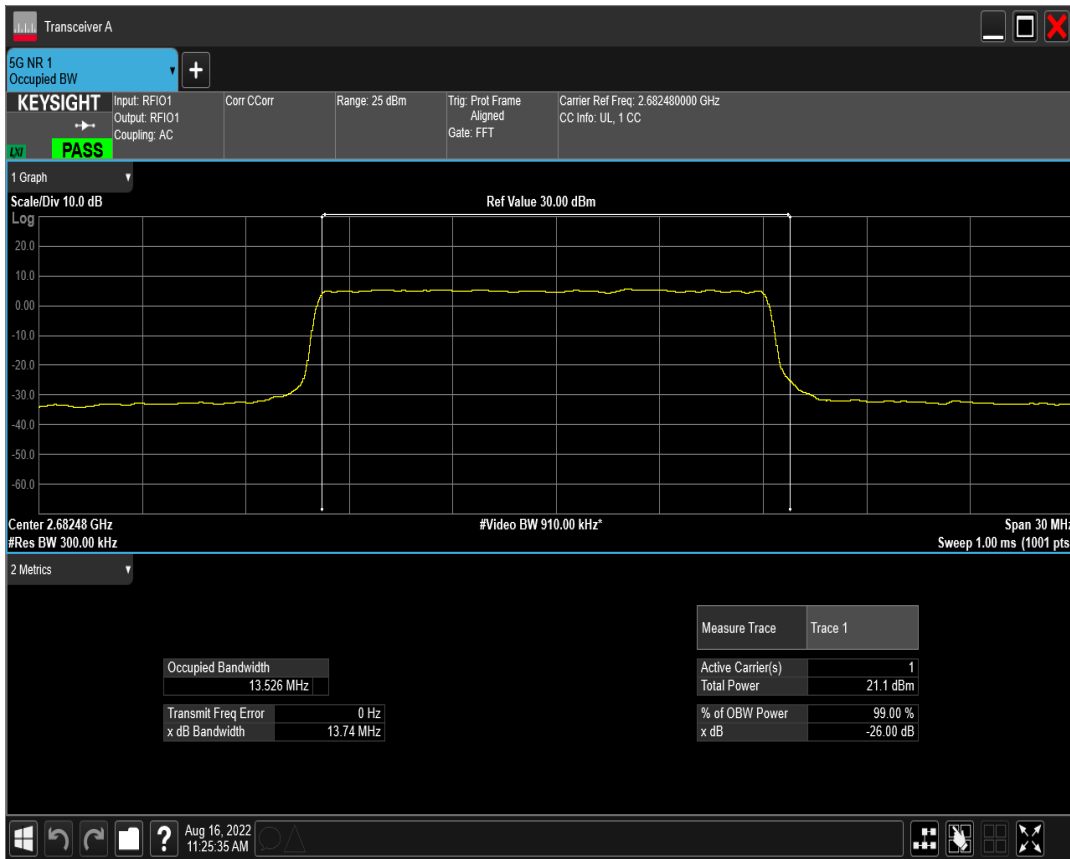 Transceiver A
5G NR 1
Occupied BW
+
KEYSIGHT
LXI
PASS
Input: RFIO1
Output: RFIO1
Coupling: AC
Corr CCorr
Range: 25 dBm
Trig: Prot Frame
Aligned
Gate: FFT
Carrier Ref Freq: 2.682480000 GHz
CC Info: UL, 1 CC
1 Graph
Scale/Div 10.0 dB
Ref Value 30.00 dBm
Log
20.0
10.0
0.00
-10.0
-20.0
-30.0
-40.0
-50.0
-60.0
Center 2.68248 GHz
#Video BW 910.00 kHz*
Span 30 MHz
#Res BW 300.00 kHz
Sweep 1.00 ms (1001 pts
2 Metrics
Measure Trace Trace 1
Occupied Bandwidth
13.526 MHz
Active Carrier(s) 1
Total Power 21.1 dBm
Transmit Freq Error 0 Hz
x dB Bandwidth 13.74 MHz
% of OBW Power 99.00 %
x dB -26.00 dB
?
Aug 16, 2022
11:25:35 AM